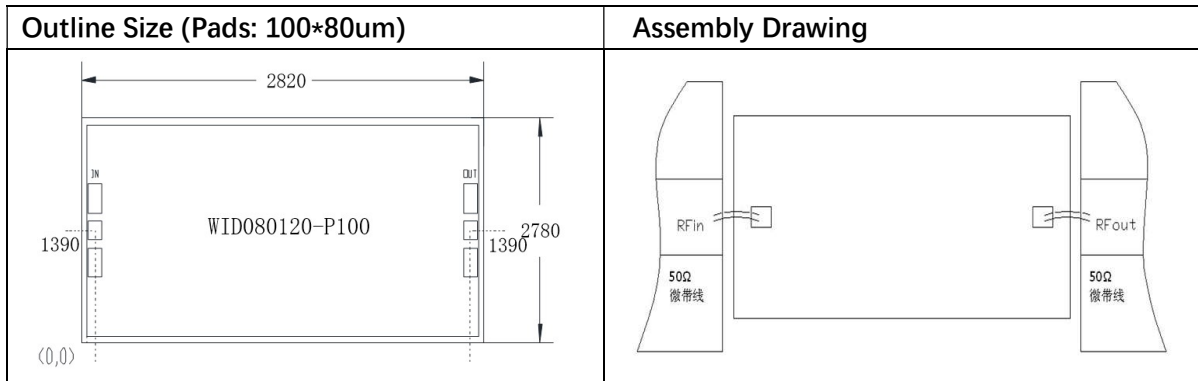 Outline Size (Pads: 100*80um)
Assembly Drawing
2820
IN
OUT
WID080120-P100
1390
1390
2780
(0,0)
RFin
RFout
50Ω
微带线
50Ω
微带线